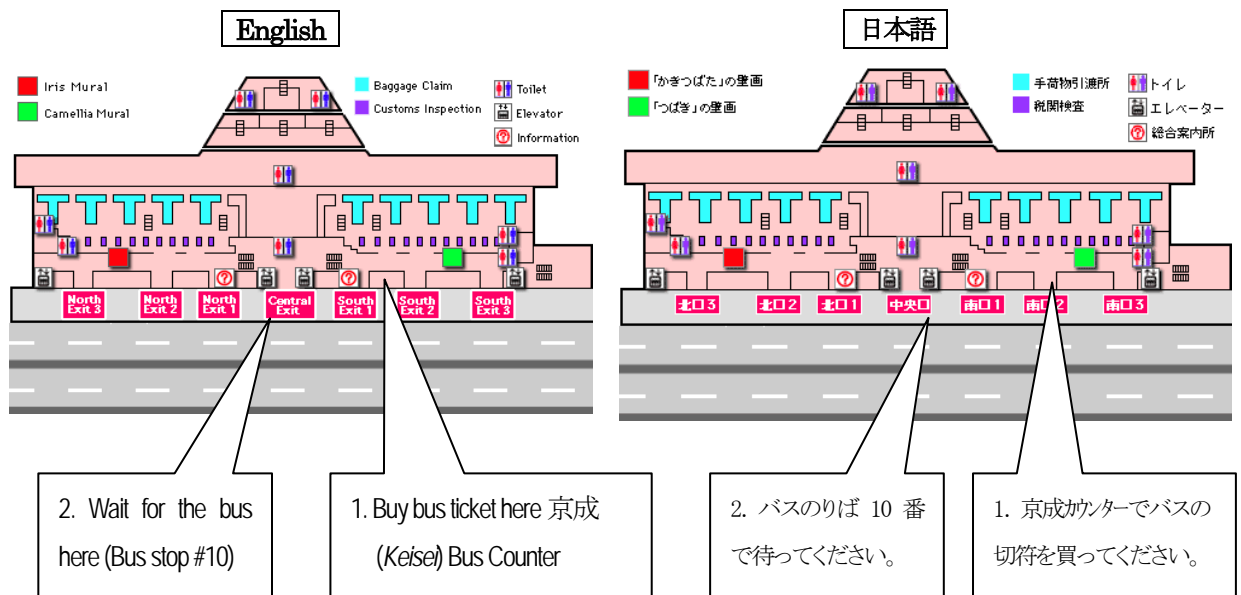 English
Iris Mural
Camellia Mural
Baggage Claim
Customs Inspection
Toilet
Elevator
Information
North
Exit 3
North
Exit 2
North
Exit 1
Central
Exit
South
Exit 1
South
Exit 2
South
Exit 3
2. Wait for the bus
here (Bus stop #10)
1. Buy bus ticket here 京成
(Keisei) Bus Counter
日本語
「かきつばた」の壁画
「つばき」の壁画
手荷物引渡所
税関検査
トイレ
エレベーター
総合案内所
北口3
北口2
北口1
中央口
南口1
南口2
南口3
2. バスのりば 10 番
で待ってください。
1. 京成カウンターでバスの
切符を買ってください。